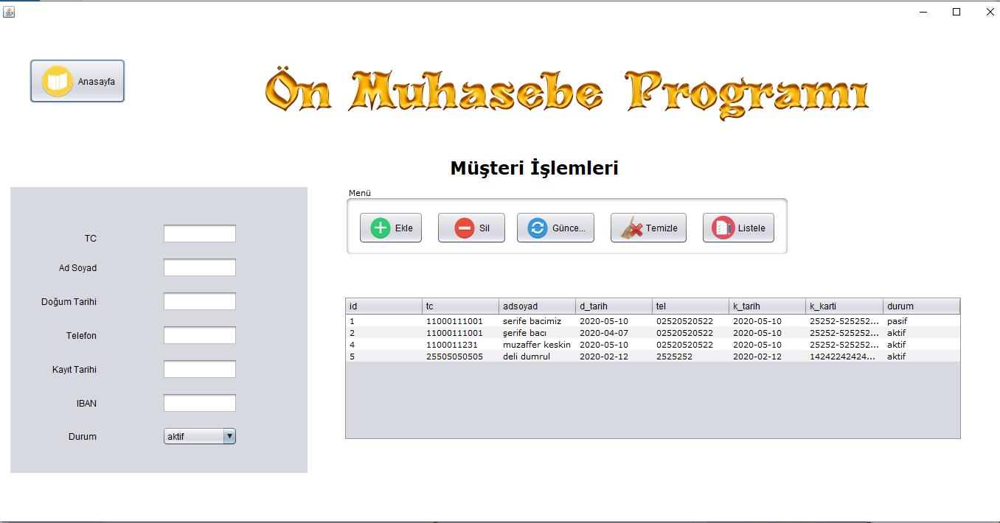 Anasayfa
Ön Muhasebe Programı
Müşteri İşlemleri
TC
Ad Soyad
Doğum Tarihi
Telefon
Kayıt Tarihi
IBAN
Durum aktif
Menü
Ekle Sil Günce... Temizle Listele
id tc adsoyad d_tarih tel k_tarih k_karti durum
1 11000111001 serife bacimiz 2020-05-10 02520520522 2020-05-10 25252-525252... pasif
2 11000111001 şerife bacı 2020-04-07 02520520522 2020-05-10 25252-525252... aktif
4 1100011231 muzaffer keskin 2020-05-10 02520520522 2020-05-10 25252-525252... aktif
5 25505050505 deli dumrul 2020-02-12 2525252 2020-02-12 14242242424... aktif